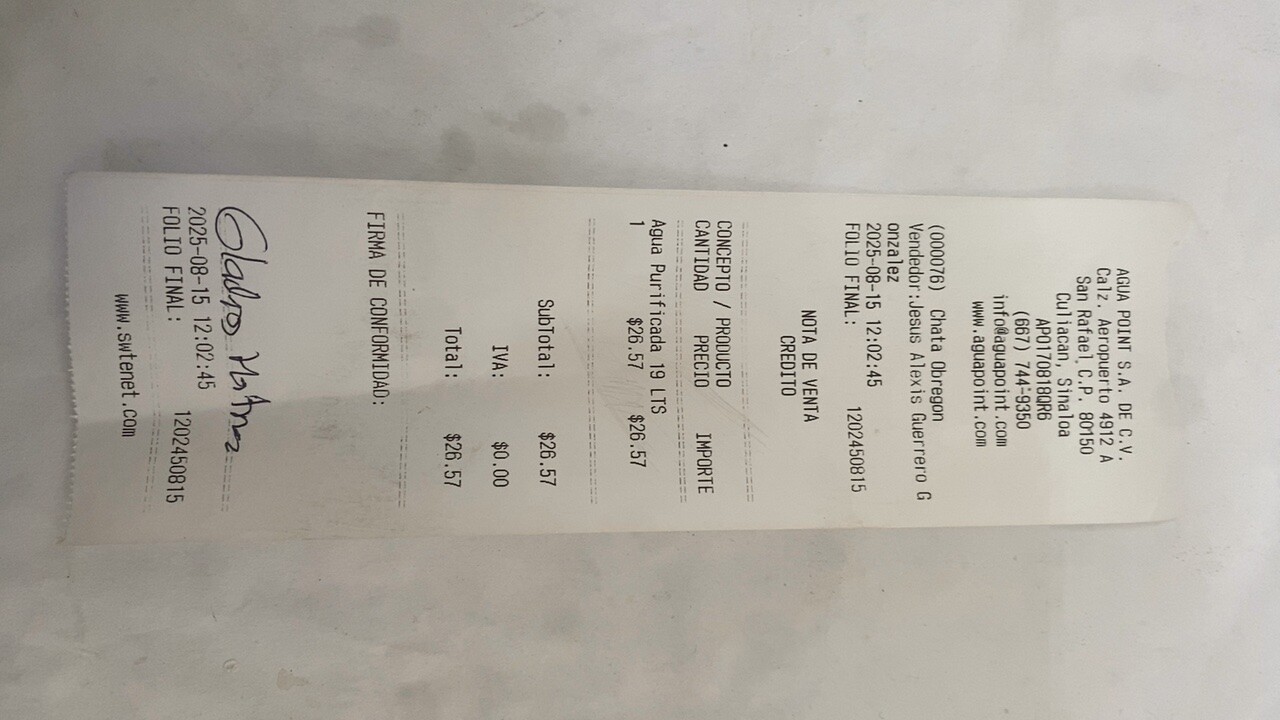 AGUA POINT S.A. DE C.V.
Calz. Aeropuerto 4912 A
San Rafael, C.P. 80150
Culiacan, Sinaloa
APO170818QR6
(667) 744-9350
info@aguapoint.com
www.aguapoint.com
(000076) Chata Obregon
Vendedor:Jesus Alexis Guerrero G
onzalez
2025-08-15 12:02:45
FOLIO FINAL: 1202450815
NOTA DE VENTA
CREDITO
CONCEPTO / PRODUCTO
CANTIDAD PRECIO IMPORTE
Agua Purificada 19 LTS
1 $26.57 $26.57
SubTotal: $26.57
IVA: $0.00
Total: $26.57
FIRMA DE CONFORMIDAD:
2025-08-15 12:02:45
FOLIO FINAL: 1202450815
www.swtenet.com